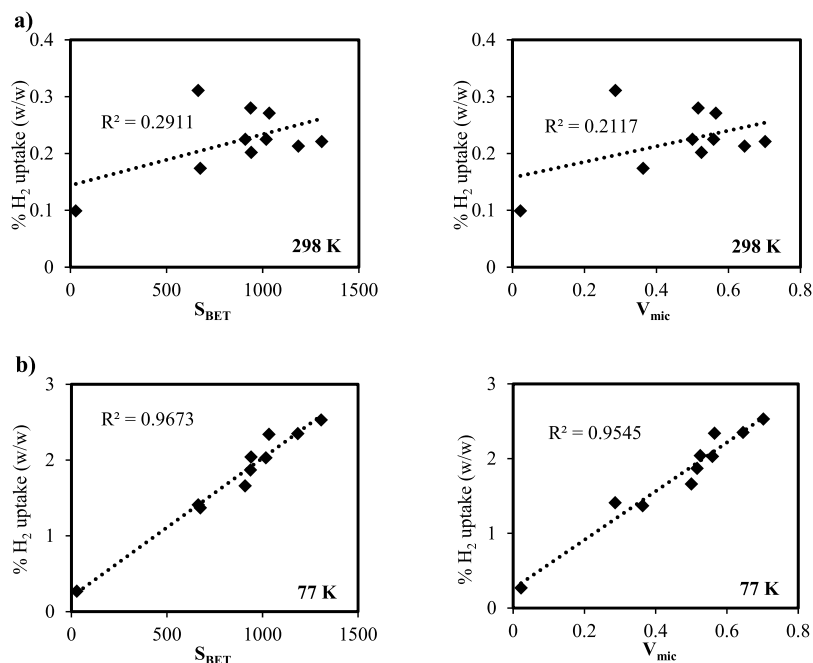 a)
0.4
0.3
0.2
0.1
0
% H₂ uptake (w/w)
R² = 0.2911
298 K
0 500 1000 1500
S_BET
0.4
0.3
0.2
0.1
0
% H₂ uptake (w/w)
R² = 0.2117
298 K
0 0.2 0.4 0.6 0.8
V_mic
b)
3
2
1
0
% H₂ uptake (w/w)
R² = 0.9673
77 K
0 500 1000 1500
S_BET
3
2
1
0
% H₂ uptake (w/w)
R² = 0.9545
77 K
0 0.2 0.4 0.6 0.8
V_mic